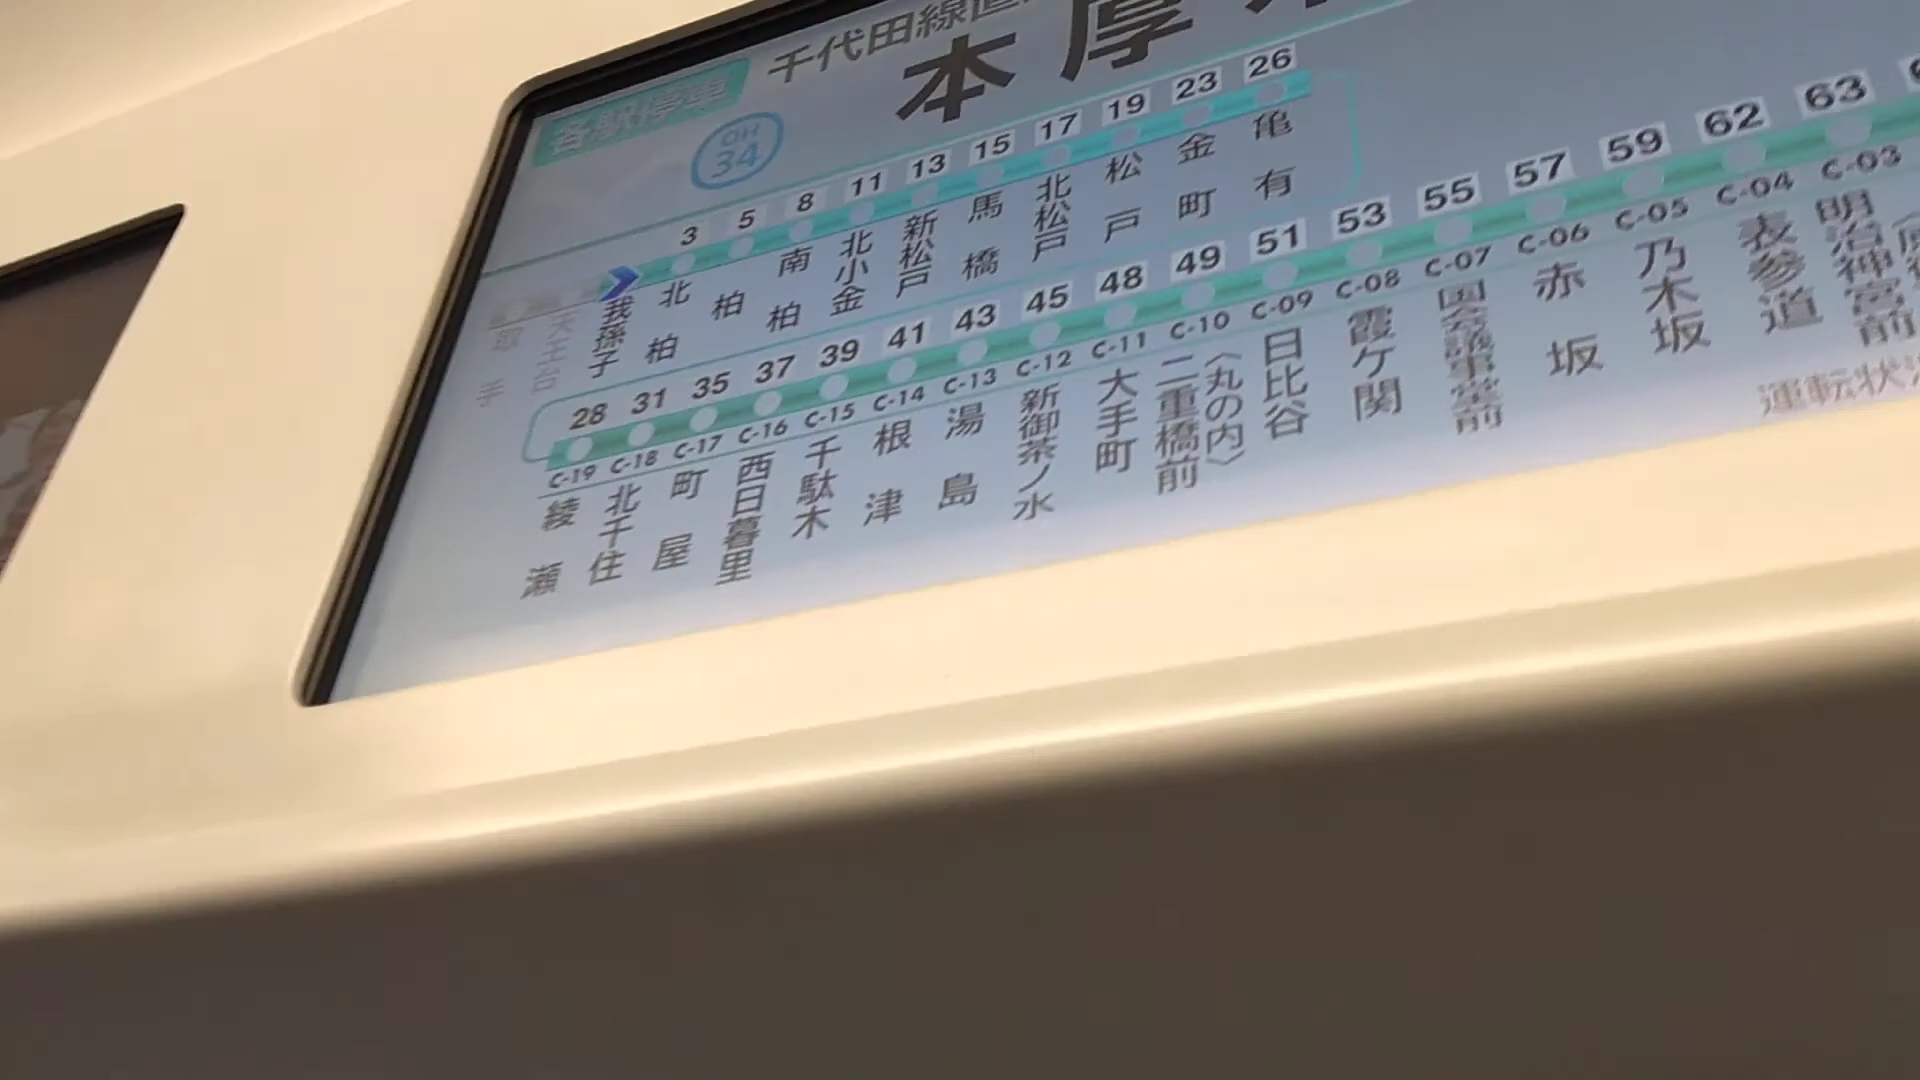 各駅停車
千代田線直
OH
34
本厚
3 5 8 11 13 15 17 19 23 26
取手 天王台 我孫子 北柏 柏 南柏 北小金 新松戸 馬橋 北松戸 松戸 金町 亀有
28 31 35 37 39 41 43 45 48 49 51 53 55 57 59 62 63
C-19 C-18 C-17 C-16 C-15 C-14 C-13 C-12 C-11 C-10 C-09 C-08 C-07 C-06 C-05 C-04 C-03
綾瀬 北千住 町屋 西日暮里 千駄木 根津 湯島 新御茶ノ水 大手町 二重橋前〈丸の内〉 日比谷 霞ケ関 国会議事堂前 赤坂 乃木坂 表参道 明治神宮前
運転状